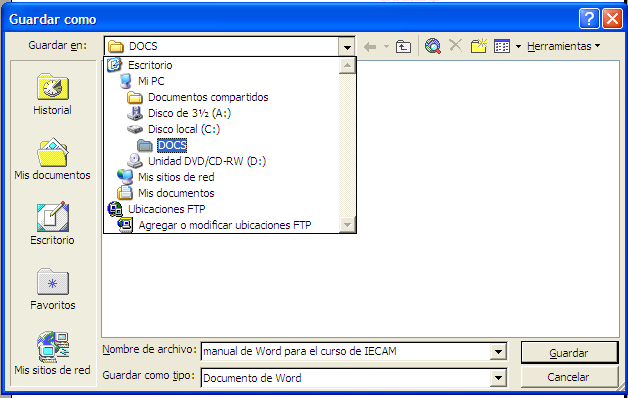 Guardar como
Guardar en: DOCS
Herramientas
Escritorio
Mi PC
Documentos compartidos
Disco de 3½ (A:)
Disco local (C:)
DOCS
Unidad DVD/CD-RW (D:)
Mis sitios de red
Mis documentos
Ubicaciones FTP
Agregar o modificar ubicaciones FTP
Historial
Mis documentos
Escritorio
Favoritos
Mis sitios de red
Nombre de archivo: manual de Word para el curso de IECAM
Guardar
Guardar como tipo: Documento de Word
Cancelar